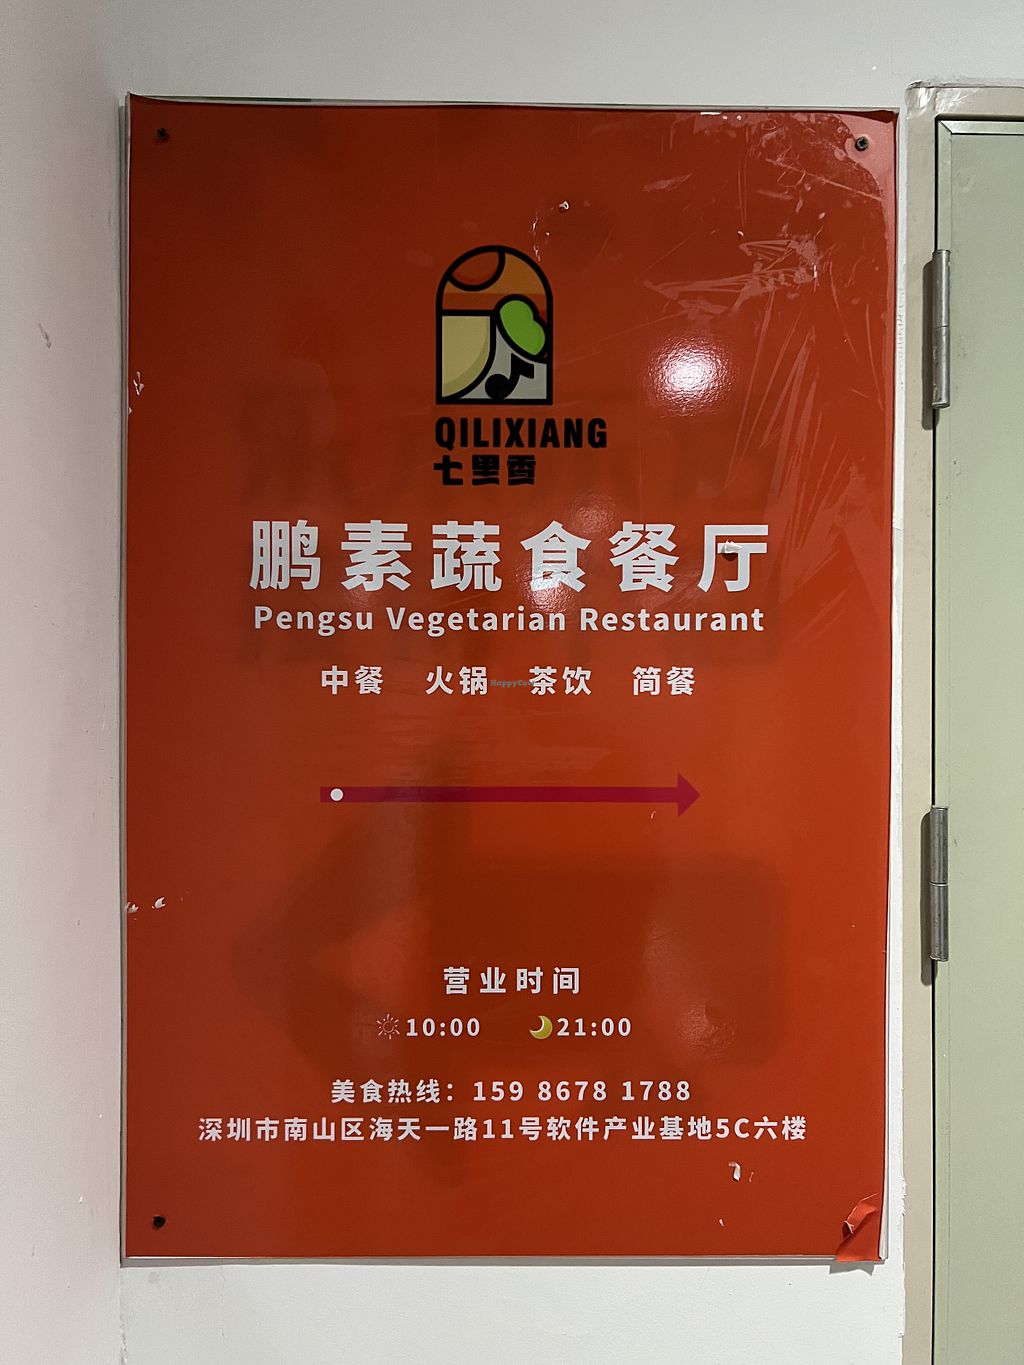 QILIXIANG
七里香
鹏素蔬食餐厅
Pengsu Vegetarian Restaurant
中餐 火锅 茶饮 简餐
HappyCow
营业时间
10:00 21:00
美食热线：159 8678 1788
深圳市南山区海天一路11号软件产业基地5C六楼